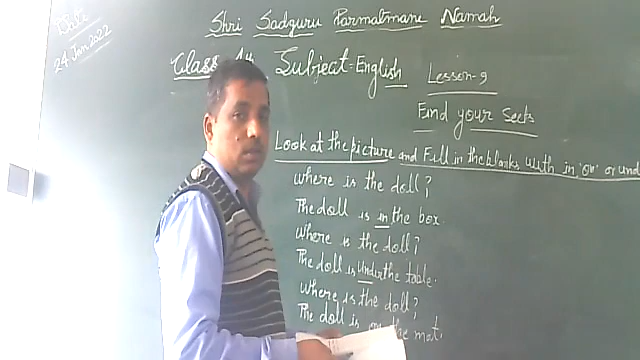 Date
24 Jan 2022
Shri Sadguru Parmatmane Namah
Class Subject-English Lesson-9
Find your seets
Look at the picture and Fill in the blanks with in 'on' or und
Where is the doll?
The doll is in the box.
Where is the doll?
The doll is under the table.
Where is the doll?
The doll is on the mat.